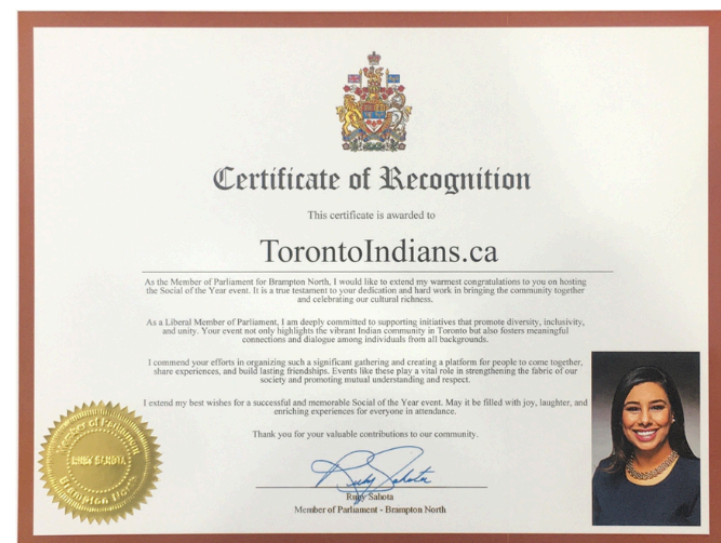 Certificate of Recognition
This certificate is awarded to
TorontoIndians.ca
As the Member of Parliament for Brampton North, I would like to extend my warmest congratulations to you on hosting
the Social of the Year event. It is a true testament to your dedication and hard work in bringing the community together
and celebrating our cultural richness.
As a Liberal Member of Parliament, I am deeply committed to supporting initiatives that promote diversity, inclusivity,
and unity. Your event not only highlights the vibrant Indian community in Toronto but also fosters meaningful
connections and dialogue among individuals from all backgrounds.
I commend your efforts in organizing such a significant gathering and creating a platform for people to come together,
share experiences, and build lasting friendships. Events like these play a vital role in strengthening the fabric of our
society and promoting mutual understanding and respect.
I extend my best wishes for a successful and memorable Social of the Year event. May it be filled with joy, laughter, and
enriching experiences for everyone in attendance.
Thank you for your valuable contributions to our community.
Ruby Sahota
Ruby Sahota
Member of Parliament - Brampton North
Member of Parliament
RUBY SAHOTA
Brampton North